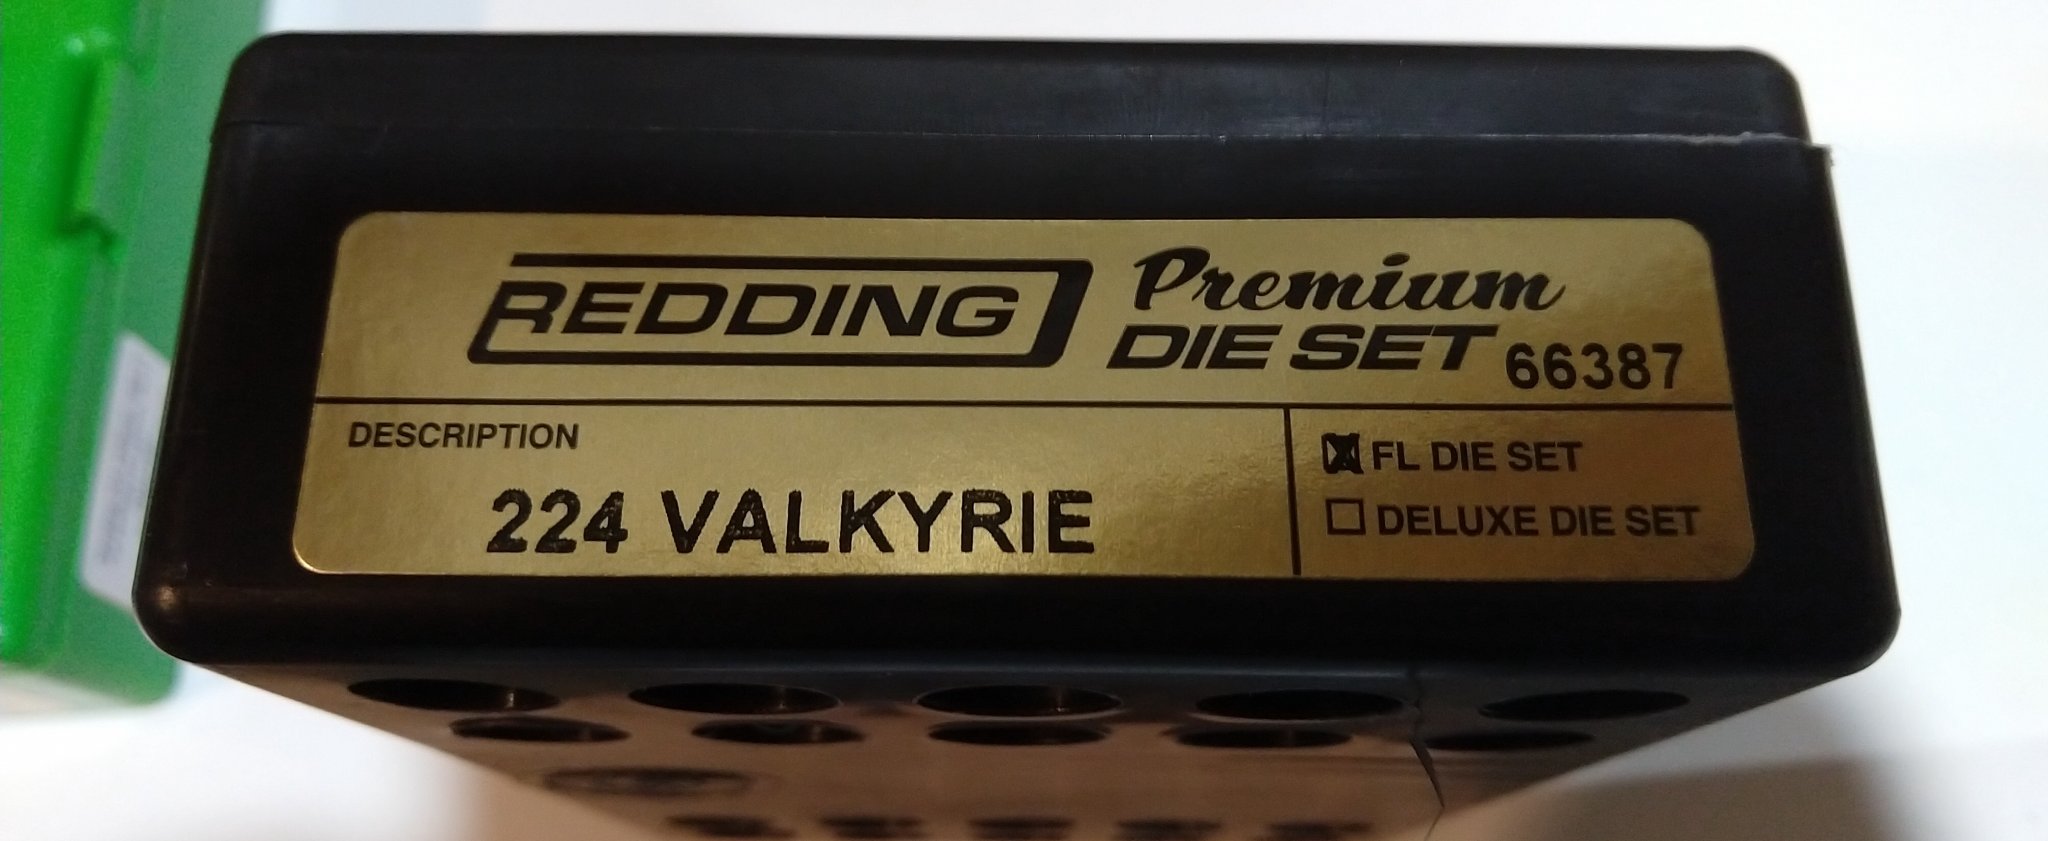 REDDING Premium
DIE SET 66387
DESCRIPTION
224 VALKYRIE
FL DIE SET
DELUXE DIE SET